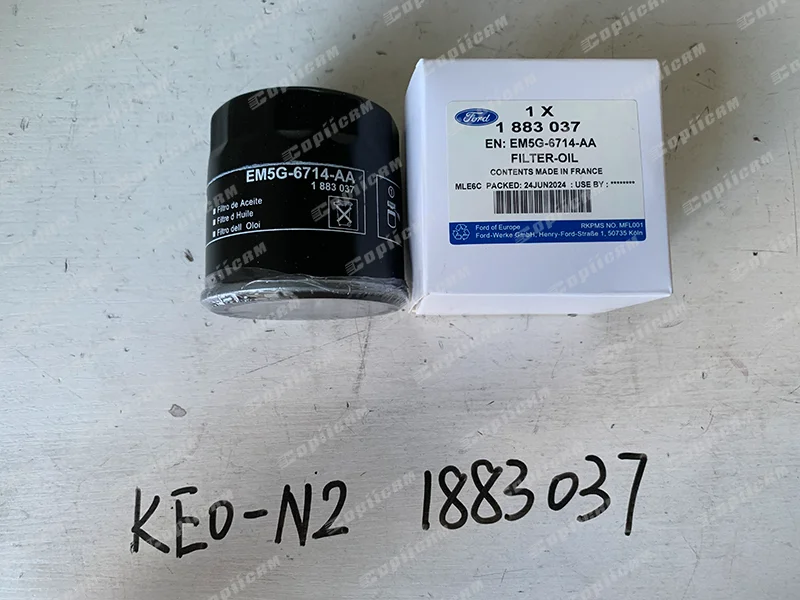 EM5G-6714-AA
1 883 037
Filtro de Aceite
Filtre d Huile
Filtro dell Oloi
Ford
1 X
1 883 037
EN: EM5G-6714-AA
FILTER-OIL
CONTENTS MADE IN FRANCE
MLE6C PACKED: 24JUN2024 : USE BY : ********
Ford of Europe RKPMS NO. MFL001
Ford-Werke GmbH, Henry-Ford-Straße 1, 50735 Köln
KEO-N2 1883037
CopiiCAM